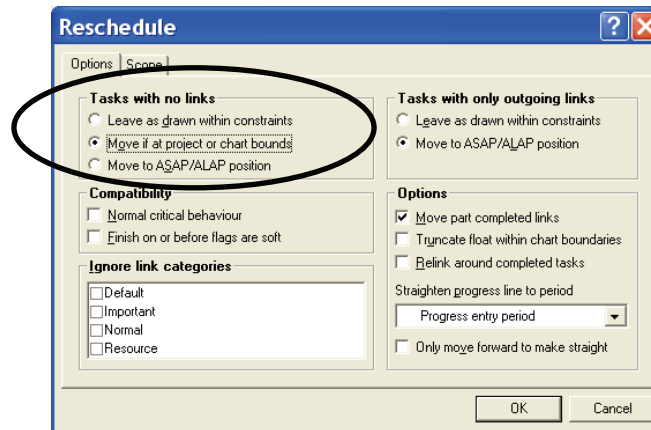 Reschedule
Options
Scope
Tasks with no links
Leave as drawn within constraints
Move if at project or chart bounds
Move to ASAP/ALAP position
Compatibility
Normal critical behaviour
Finish on or before flags are soft
Ignore link categories
Default
Important
Normal
Resource
Tasks with only outgoing links
Leave as drawn within constraints
Move to ASAP/ALAP position
Options
Move part completed links
Truncate float within chart boundaries
Relink around completed tasks
Straighten progress line to period
Progress entry period
Only move forward to make straight
OK
Cancel